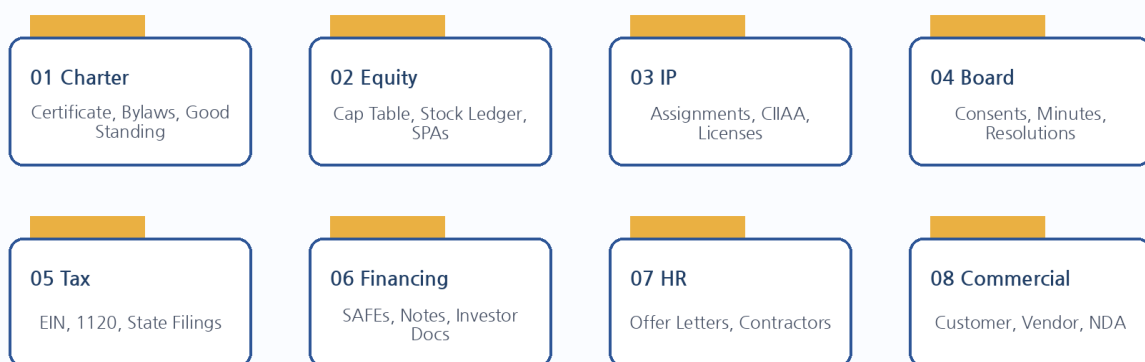 01 Charter
Certificate, Bylaws, Good
Standing
02 Equity
Cap Table, Stock Ledger,
SPAs
03 IP
Assignments, CIIAA,
Licenses
04 Board
Consents, Minutes,
Resolutions
05 Tax
EIN, 1120, State Filings
06 Financing
SAFEs, Notes, Investor
Docs
07 HR
Offer Letters, Contractors
08 Commercial
Customer, Vendor, NDA